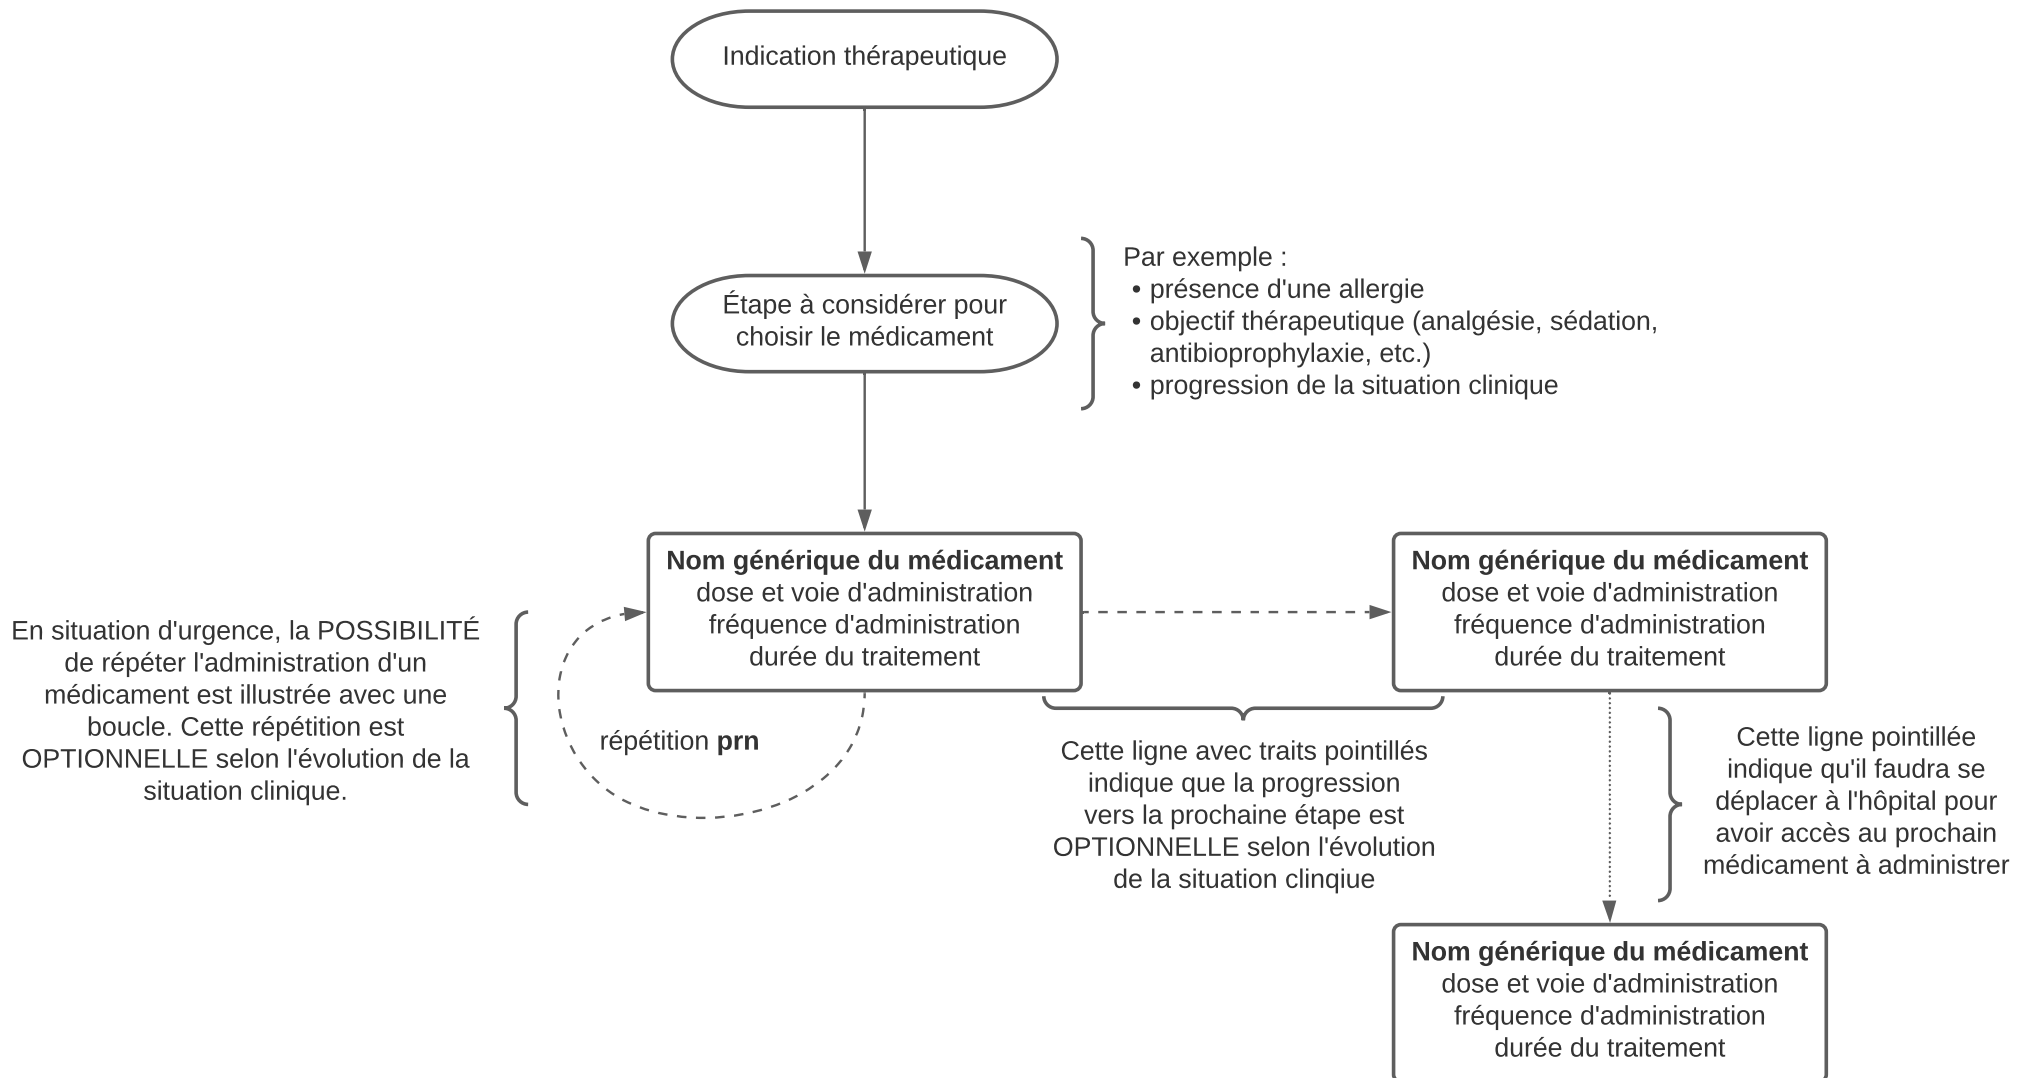 Indication thérapeutique
Étape à considérer pour
choisir le médicament
Par exemple :
• présence d'une allergie
• objectif thérapeutique (analgésie, sédation,
antibioprophylaxie, etc.)
• progression de la situation clinique
Nom générique du médicament
dose et voie d'administration
fréquence d'administration
durée du traitement
Nom générique du médicament
dose et voie d'administration
fréquence d'administration
durée du traitement
En situation d'urgence, la POSSIBILITÉ
de répéter l'administration d'un
médicament est illustrée avec une
boucle. Cette répétition est
OPTIONNELLE selon l'évolution de la
situation clinique.
répétition prn
Cette ligne avec traits pointillés
indique que la progression
vers la prochaine étape est
OPTIONNELLE selon l'évolution
de la situation clinqiue
Cette ligne pointillée
indique qu'il faudra se
déplacer à l'hôpital pour
avoir accès au prochain
médicament à administrer
Nom générique du médicament
dose et voie d'administration
fréquence d'administration
durée du traitement